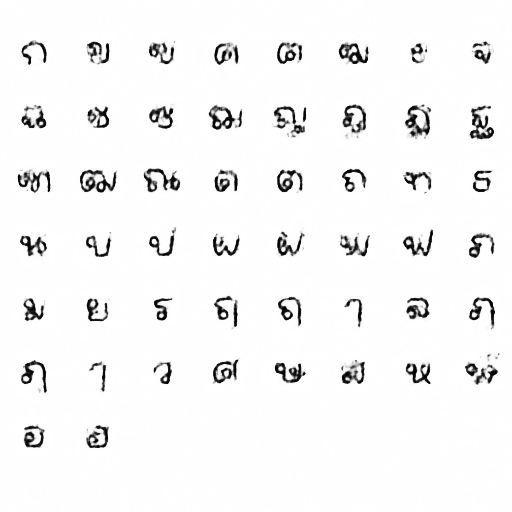 ก ข ฃ ค ฅ ฆ ง จ
ฉ ช ซ ฌ ญ ฎ ฏ ฐ
ฑ ฒ ณ ด ต ถ ท ธ
น บ ป ผ ฝ พ ฟ ภ
ม ย ร ฤ ฤ ๅ ล ฦ
ฦ ๅ ว ศ ษ ส ห ฬ
อ ฮ